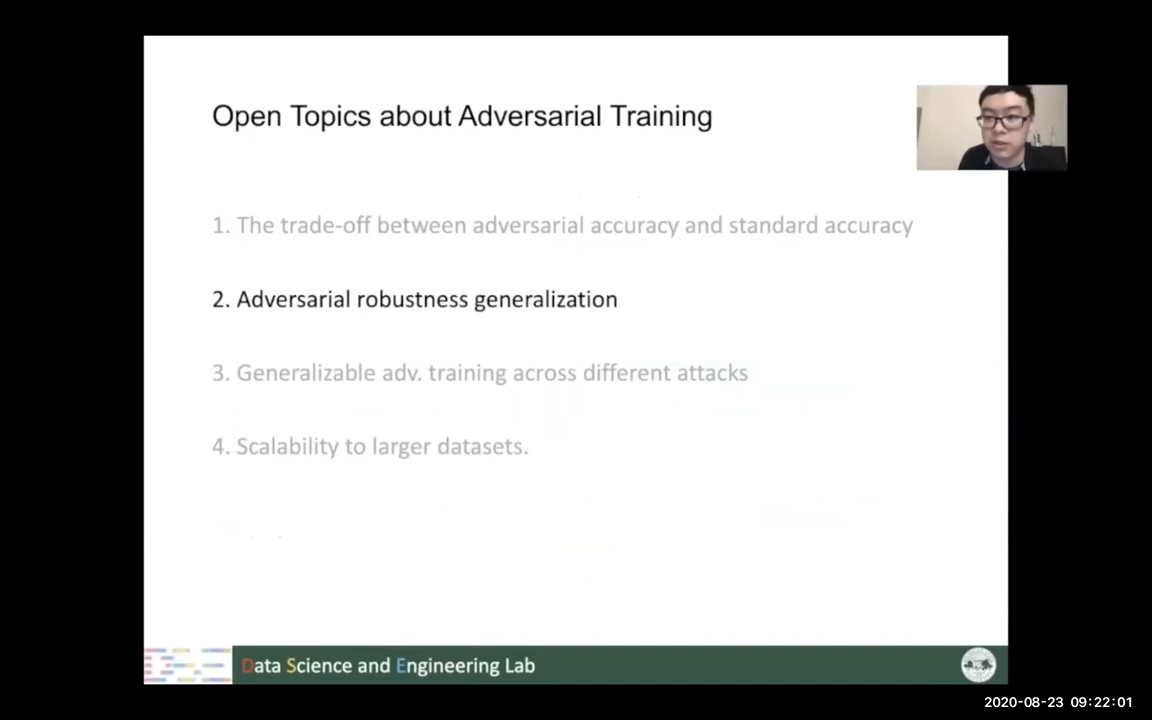 Open Topics about Adversarial Training
1. The trade-off between adversarial accuracy and standard accuracy
2. Adversarial robustness generalization
3. Generalizable adv. training across different attacks
4. Scalability to larger datasets.
Data Science and Engineering Lab
2020-08-23 09:22:01